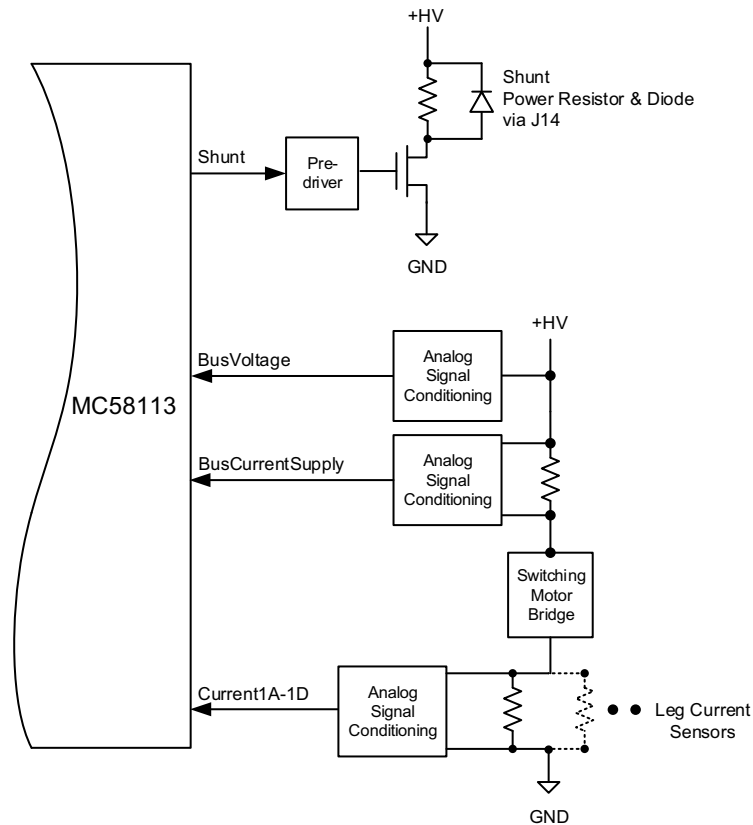 +HV
Shunt
Power Resistor & Diode
via J14
Shunt
Pre-
driver
GND
+HV
BusVoltage
Analog
Signal
Conditioning
MC58113
BusCurrentSupply
Analog
Signal
Conditioning
Switching
Motor
Bridge
Current1A-1D
Analog
Signal
Conditioning
Leg Current
Sensors
GND